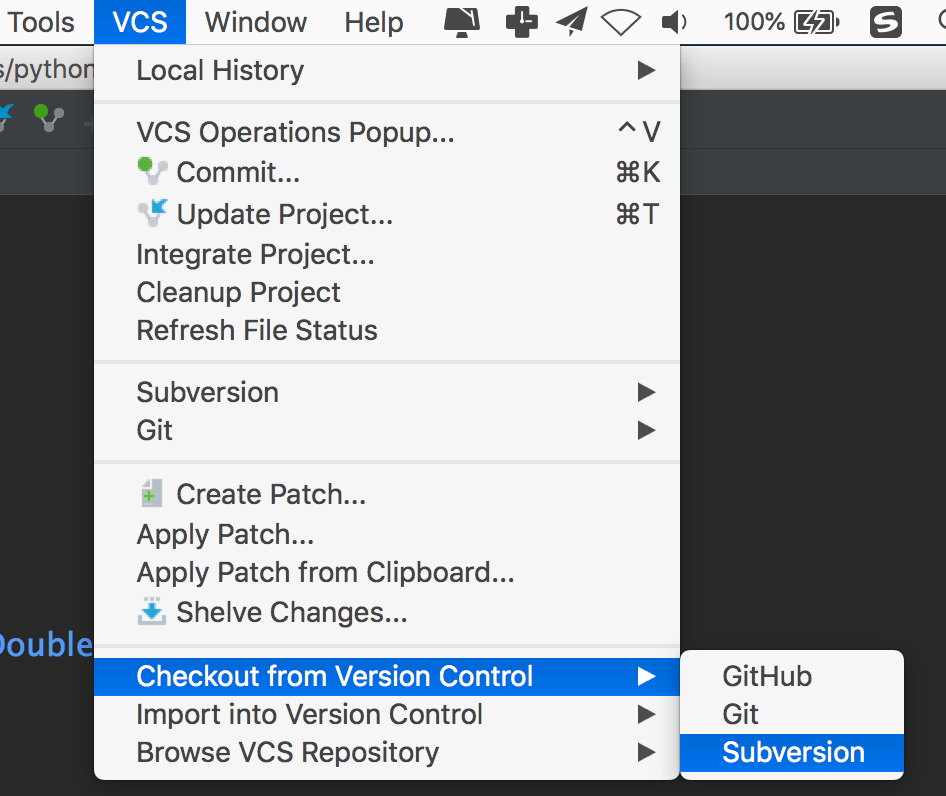 Tools VCS Window Help 100%
s/python
Local History
VCS Operations Popup... ^V
Commit... ⌘K
Update Project... ⌘T
Integrate Project...
Cleanup Project
Refresh File Status
Subversion
Git
Create Patch...
Apply Patch...
Apply Patch from Clipboard...
Shelve Changes...
Double
Checkout from Version Control
Import into Version Control
Browse VCS Repository
GitHub
Git
Subversion